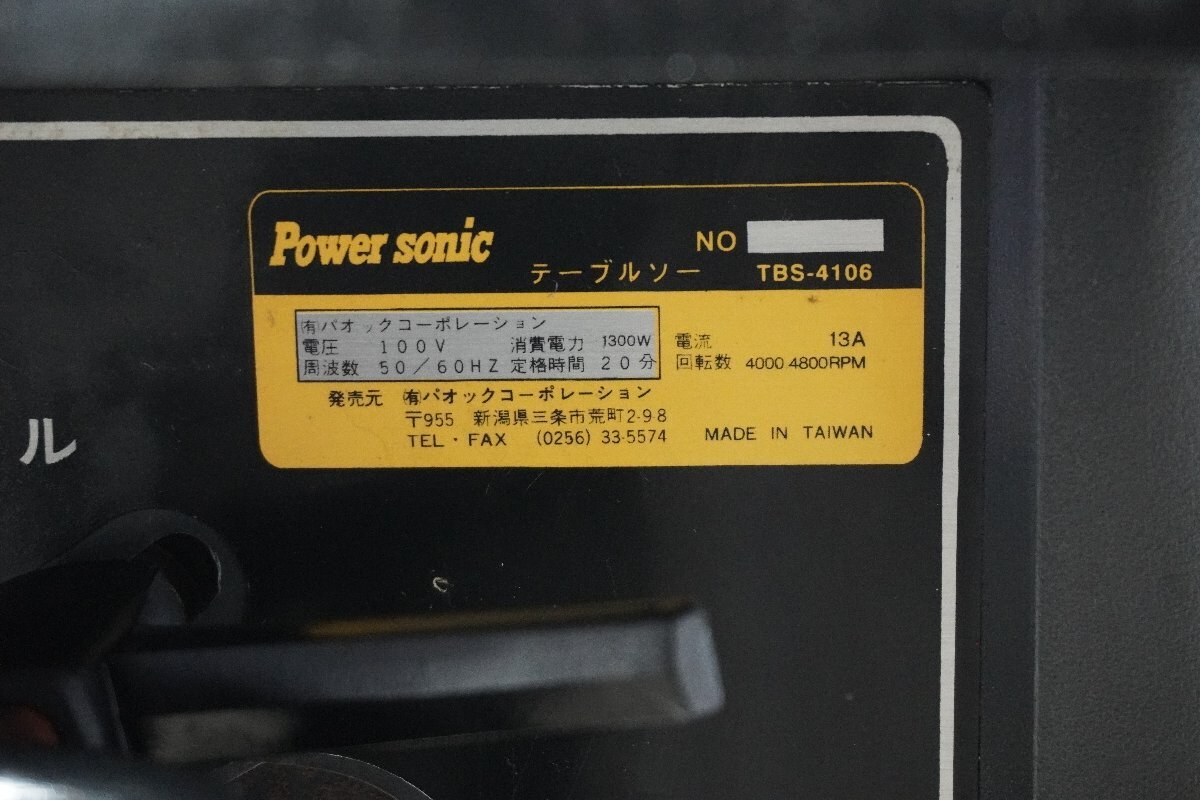 Power sonic
NO
テーブルソー TBS-4106
㈲パオックコーポレーション
電圧 100V 消費電力 1300W
周波数 50/60HZ 定格時間 20分
電流 13A
回転数 4000 4800RPM
発売元 ㈲パオックコーポレーション
〒955 新潟県三条市荒町2-9-8
TEL・FAX (0256) 33-5574
MADE IN TAIWAN
ル